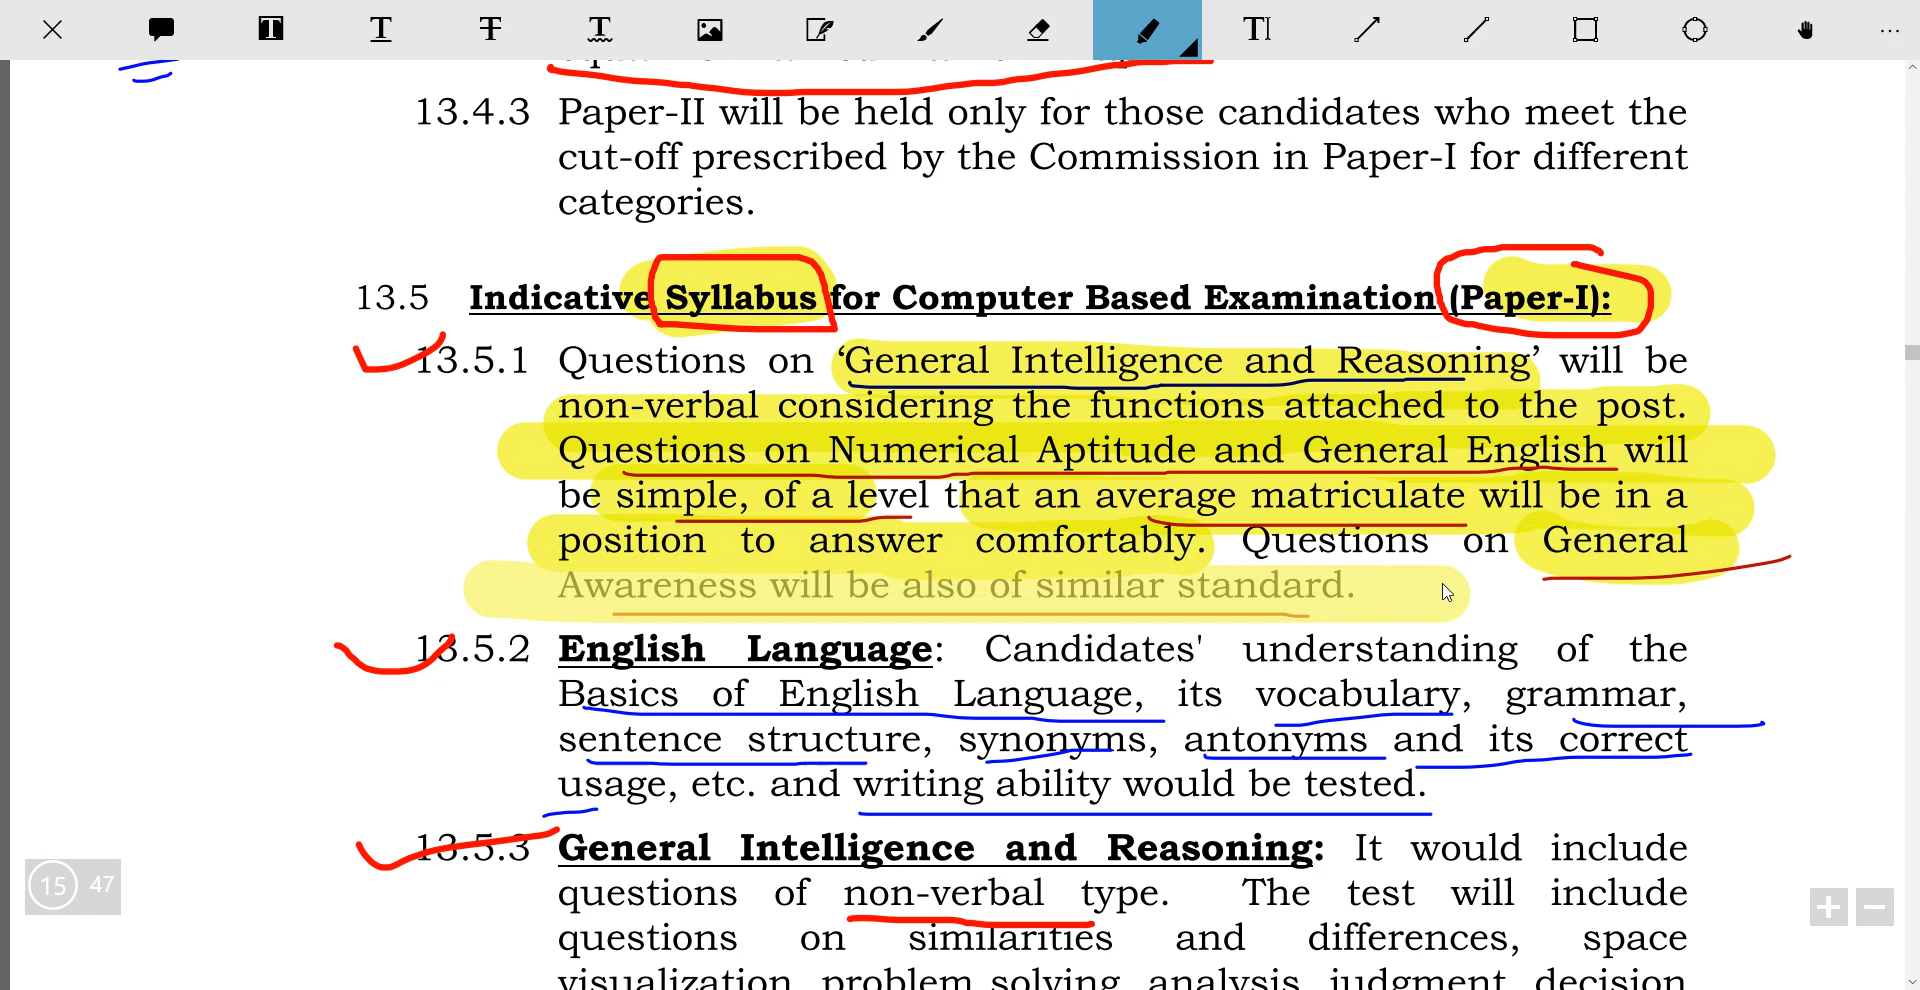 13.4.3 Paper-II will be held only for those candidates who meet the
cut-off prescribed by the Commission in Paper-I for different
categories.
13.5 Indicative Syllabus for Computer Based Examination (Paper-I):
13.5.1 Questions on ‘General Intelligence and Reasoning’ will be
non-verbal considering the functions attached to the post.
Questions on Numerical Aptitude and General English will
be simple, of a level that an average matriculate will be in a
position to answer comfortably. Questions on General
Awareness will be also of similar standard.
13.5.2 English Language: Candidates' understanding of the
Basics of English Language, its vocabulary, grammar,
sentence structure, synonyms, antonyms and its correct
usage, etc. and writing ability would be tested.
13.5.3 General Intelligence and Reasoning: It would include
questions of non-verbal type. The test will include
questions on similarities and differences, space
visualization, problem solving, analysis, judgment, decision
15 47